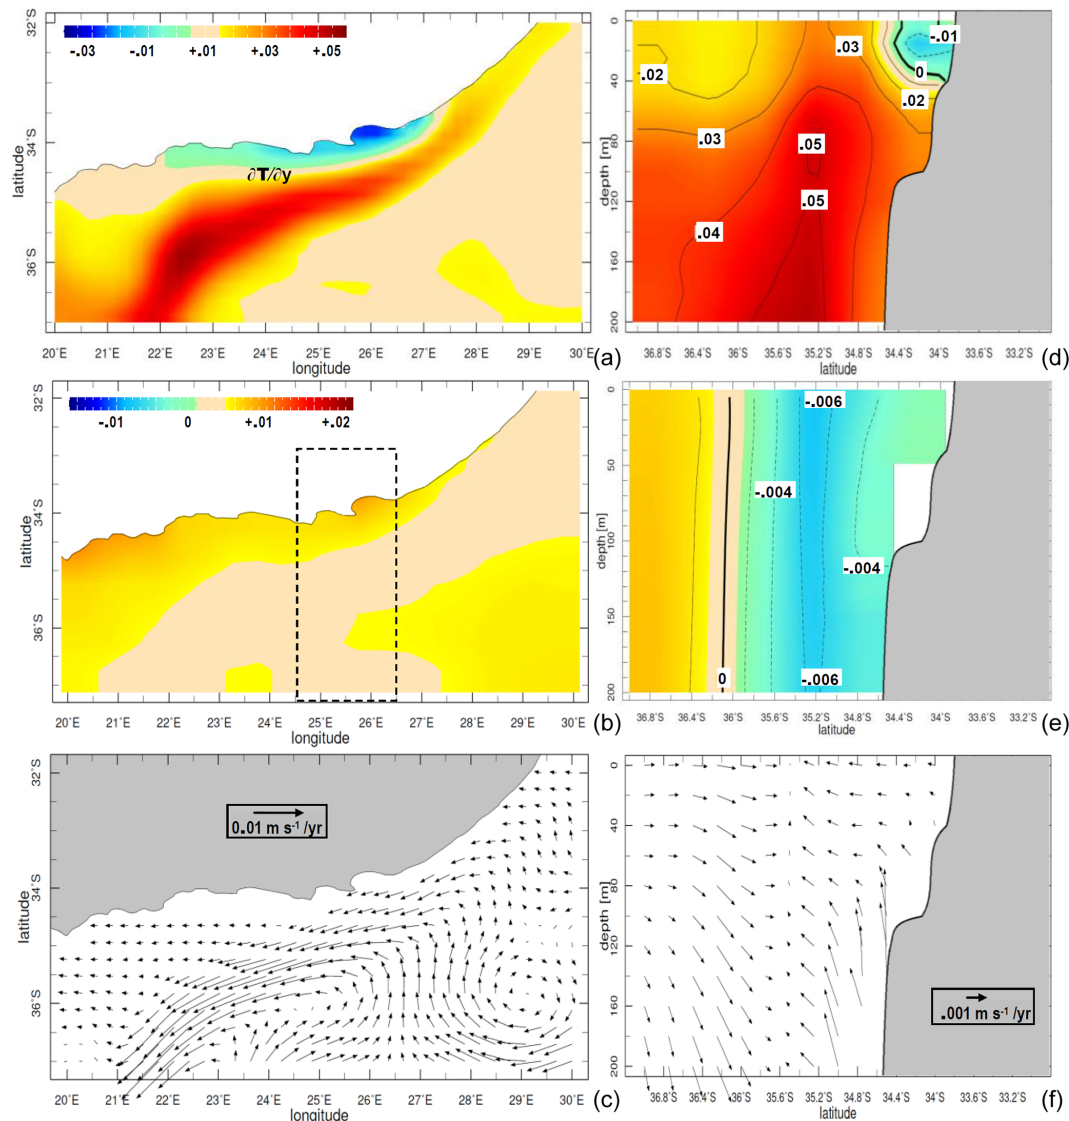 32°S
34°S
36°S
latitude
-.03 -.01 +.01 +.03 +.05
∂T/∂y
20°E 21°E 22°E 23°E 24°E 25°E 26°E 27°E 28°E 29°E 30°E
longitude
(a)
0
40
80
120
160
200
depth [m]
-.01
0
.03
.02
.02
.03
.05
.05
.04
36.8°S 36.4°S 36°S 35.6°S 35.2°S 34.8°S 34.4°S 34°S 33.6°S 33.2°S
latitude
(d)
32°S
34°S
36°S
latitude
-.01 0 +.01 +.02
20°E 21°E 22°E 23°E 24°E 25°E 26°E 27°E 28°E 29°E 30°E
longitude
(b)
0
50
100
150
200
depth [m]
-.006
-.004
-.004
0
-.006
36.8°S 36.4°S 36°S 35.6°S 35.2°S 34.8°S 34.4°S 34°S 33.6°S 33.2°S
latitude
(e)
32°S
34°S
36°S
latitude
0.01 m s⁻¹/yr
20°E 21°E 22°E 23°E 24°E 25°E 26°E 27°E 28°E 29°E 30°E
longitude
(c)
0
40
80
120
160
200
depth [m]
.001 m s⁻¹/yr
36.8°S 36.4°S 36°S 35.6°S 35.2°S 34.8°S 34.4°S 34°S 33.6°S 33.2°S
latitude
(f)